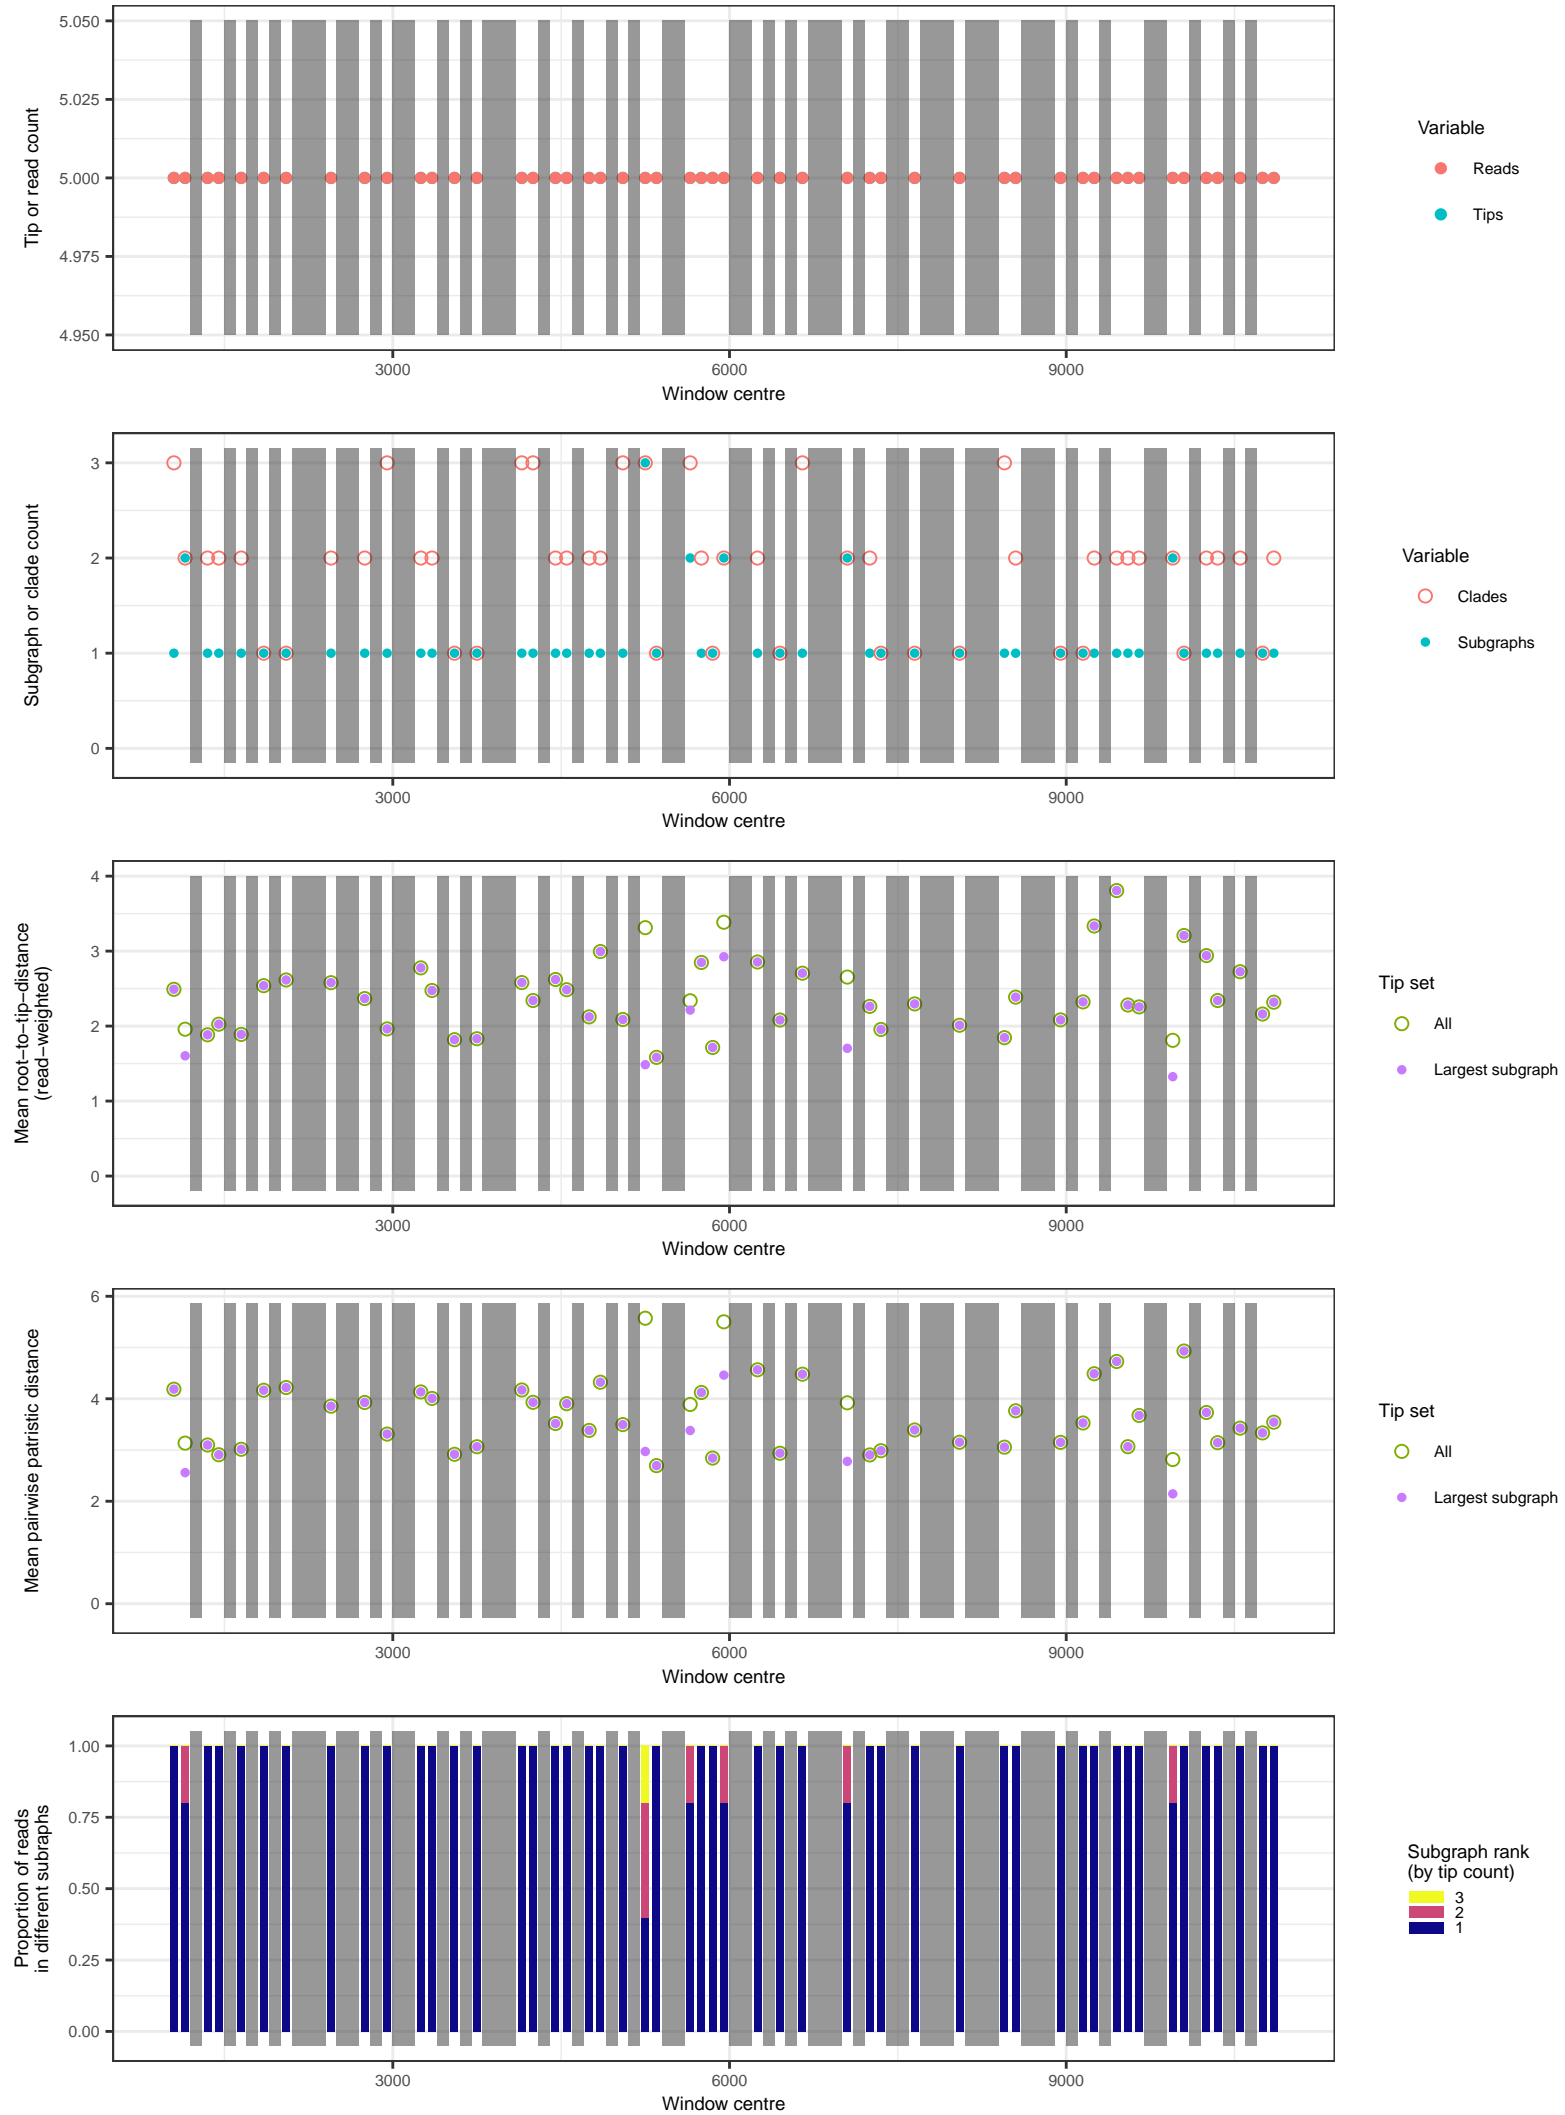 5.050
5.025
5.000
4.975
4.950
Tip or read count
3000 6000 9000
Window centre
Variable
Reads
Tips
3
2
1
0
Subgraph or clade count
3000 6000 9000
Window centre
Variable
Clades
Subgraphs
4
3
2
1
0
Mean root−to−tip−distance
(read−weighted)
3000 6000 9000
Window centre
Tip set
All
Largest subgraph
6
4
2
0
Mean pairwise patristic distance
3000 6000 9000
Window centre
Tip set
All
Largest subgraph
1.00
0.75
0.50
0.25
0.00
Proportion of reads
in different subraphs
3000 6000 9000
Window centre
Subgraph rank
(by tip count)
3
2
1